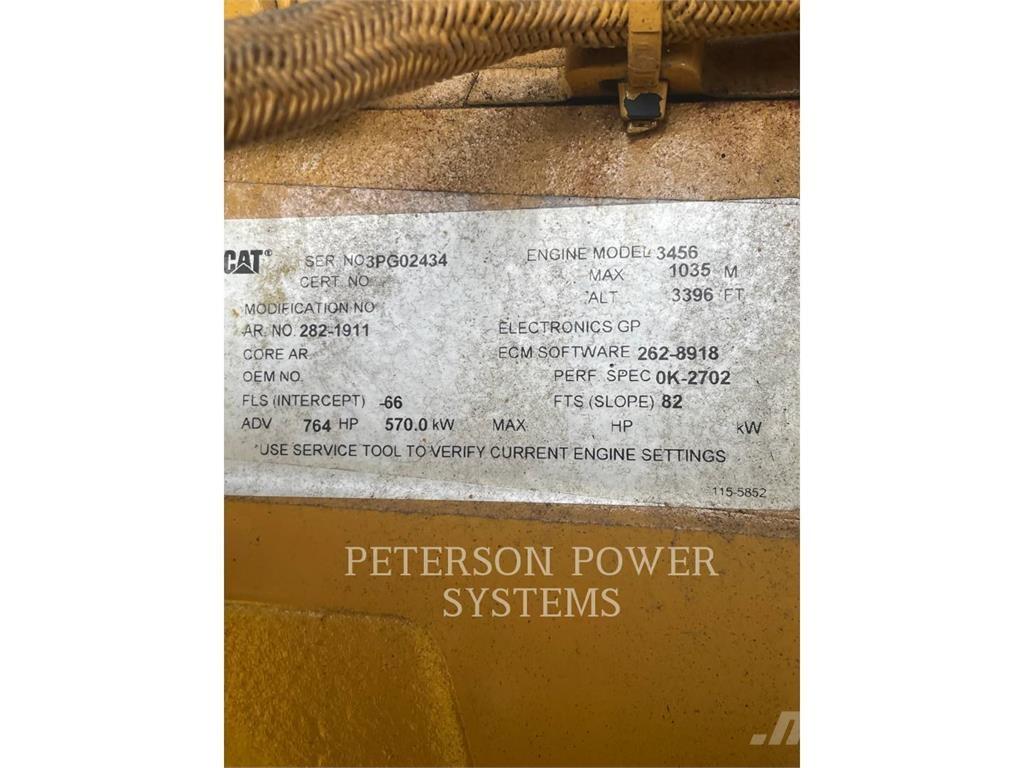 CAT®
SER NO 3PG02434
ENGINE MODEL 3456
CERT. NO.
MAX 1035 M
ALT 3396 FT
MODIFICATION NO
AR. NO. 282-1911
ELECTRONICS GP
CORE AR
ECM SOFTWARE 262-8918
OEM NO.
PERF. SPEC 0K-2702
FLS (INTERCEPT) -66
FTS (SLOPE) 82
ADV 764 HP 570.0 kW MAX HP kW
*USE SERVICE TOOL TO VERIFY CURRENT ENGINE SETTINGS
115-5852
PETERSON POWER
SYSTEMS